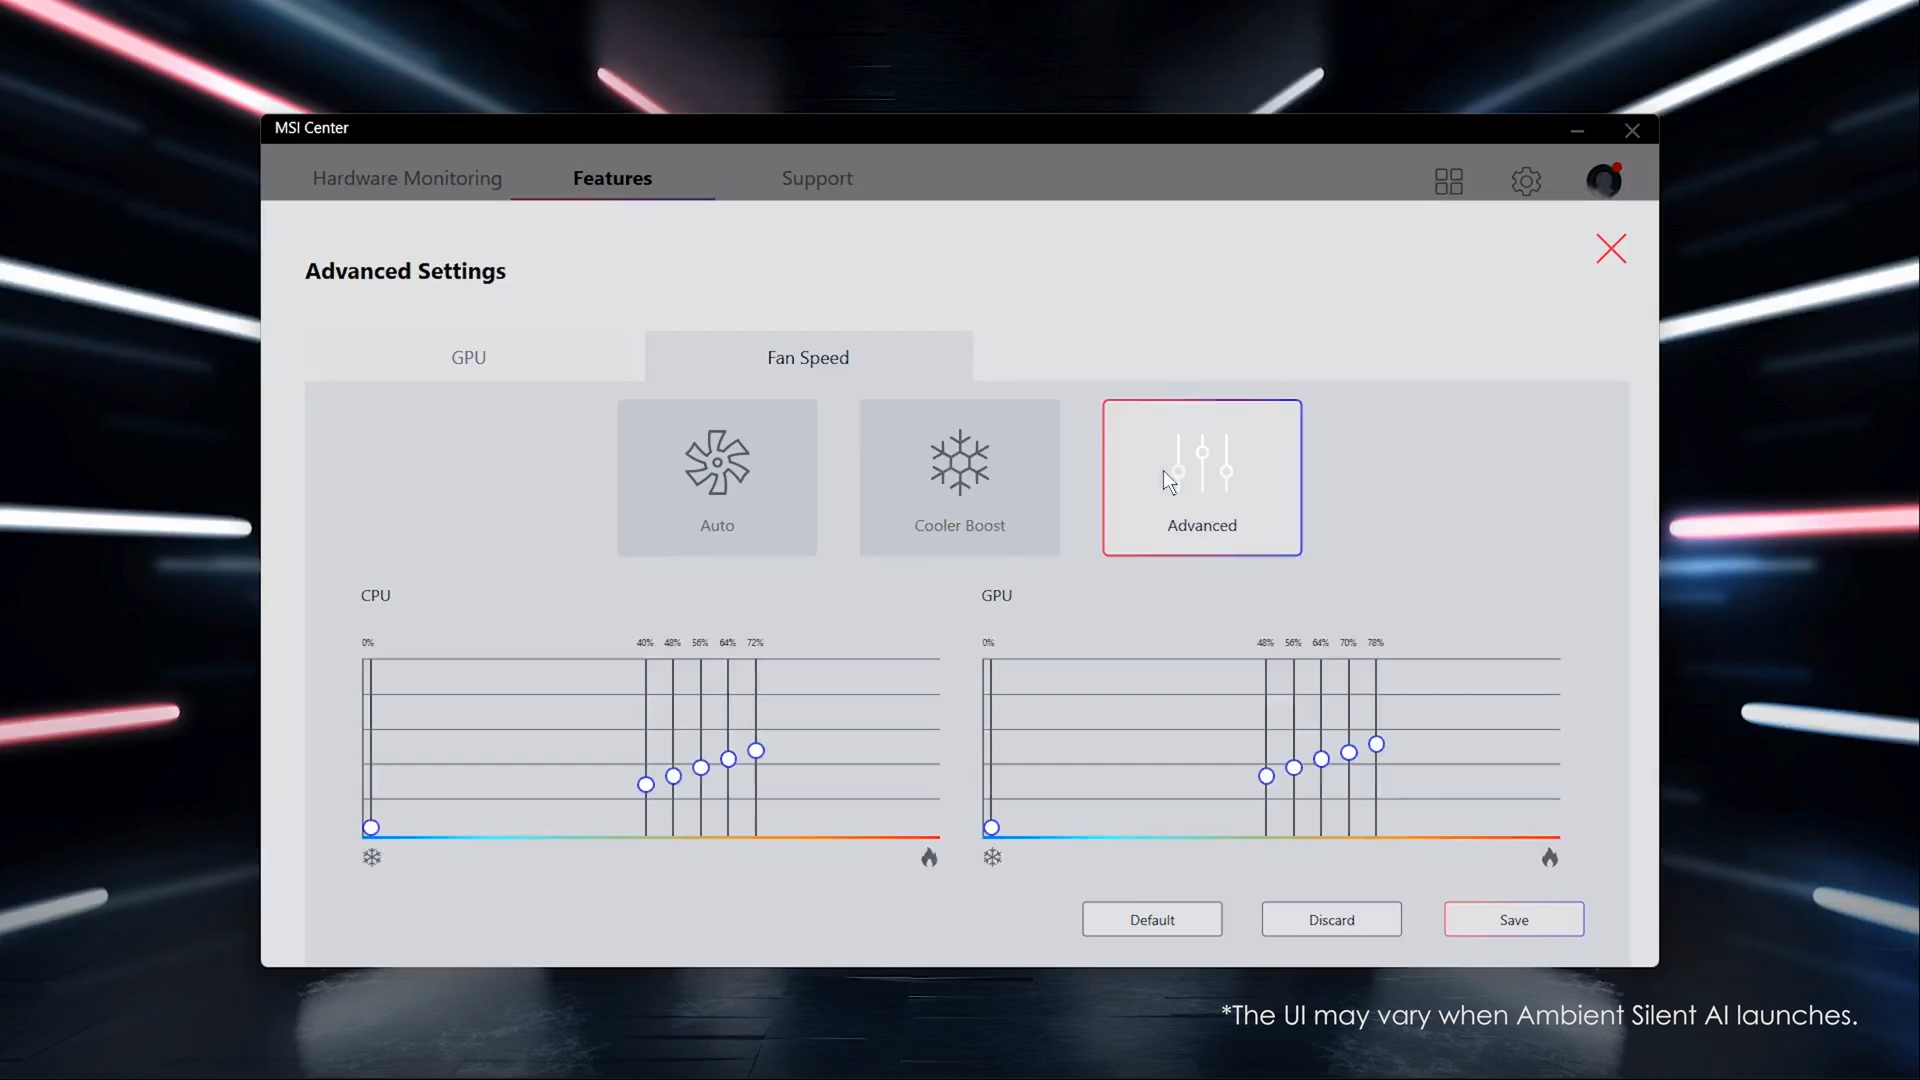 MSI Center
Hardware Monitoring
Features
Support
Advanced Settings
GPU
Fan Speed
Auto
Cooler Boost
Advanced
CPU
0% 40% 48% 56% 64% 72%
GPU
0% 48% 56% 64% 70% 78%
Default
Discard
Save
*The UI may vary when Ambient Silent AI launches.